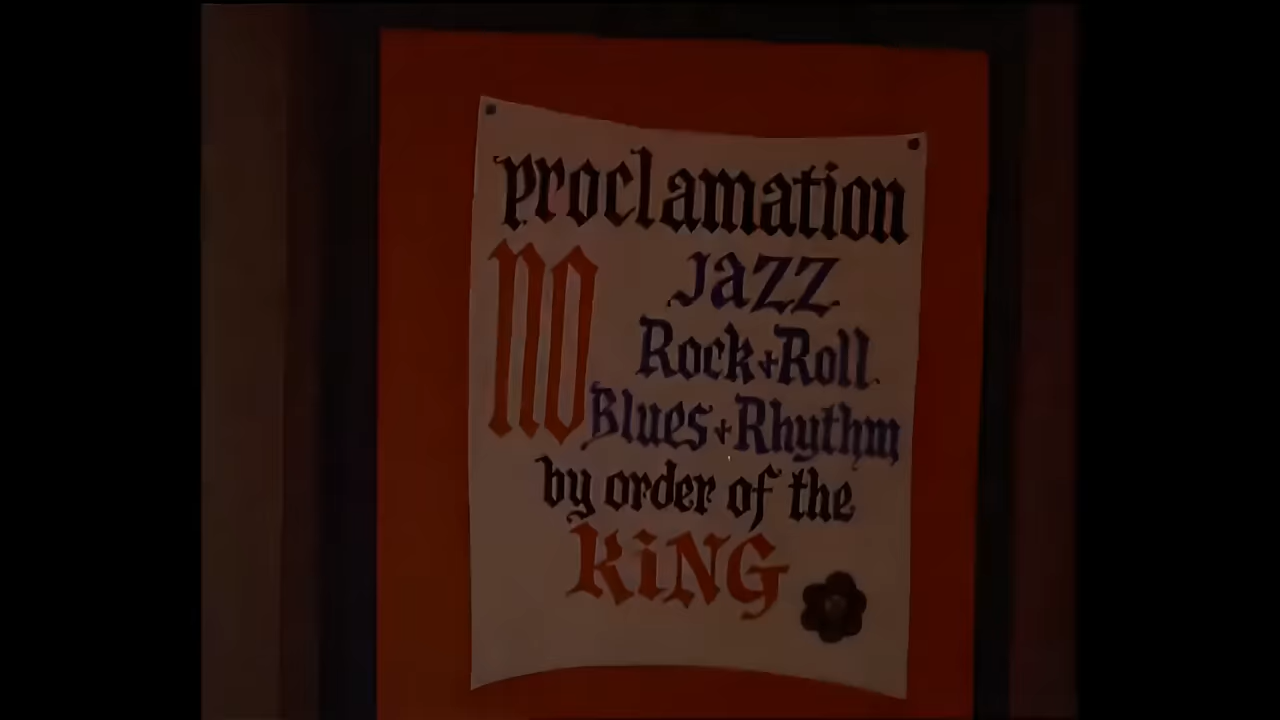 proclamation
NO
Jazz
Rock + Roll
Blues + Rhythm
by order of the
KiNG